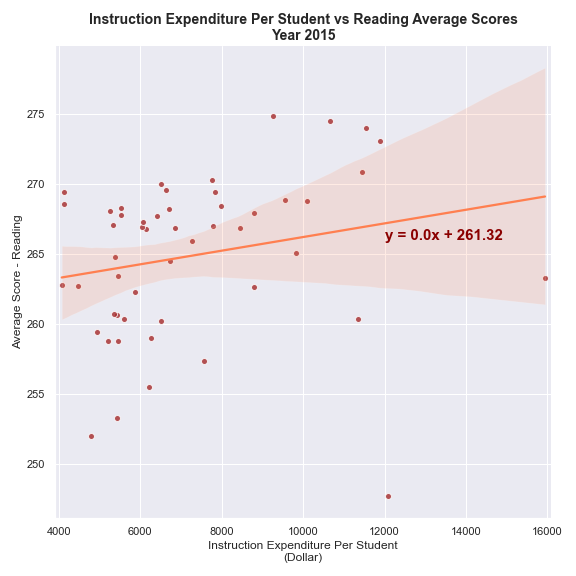 Instruction Expenditure Per Student vs Reading Average Scores
Year 2015
275
270
265
260
255
250
Average Score - Reading
y = 0.0x + 261.32
4000 6000 8000 10000 12000 14000 16000
Instruction Expenditure Per Student
(Dollar)